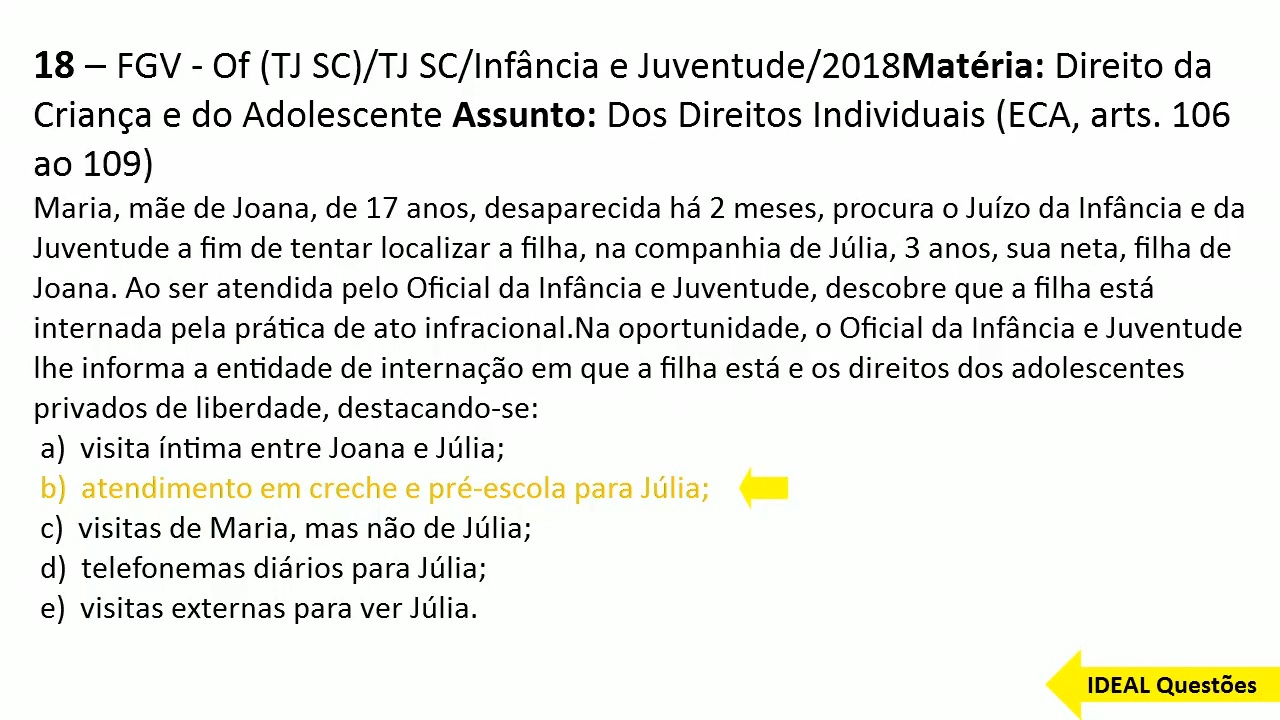 18 – FGV - Of (TJ SC)/TJ SC/Infância e Juventude/2018Matéria: Direito da
Criança e do Adolescente Assunto: Dos Direitos Individuais (ECA, arts. 106
ao 109)
Maria, mãe de Joana, de 17 anos, desaparecida há 2 meses, procura o Juízo da Infância e da
Juventude a fim de tentar localizar a filha, na companhia de Júlia, 3 anos, sua neta, filha de
Joana. Ao ser atendida pelo Oficial da Infância e Juventude, descobre que a filha está
internada pela prática de ato infracional.Na oportunidade, o Oficial da Infância e Juventude
lhe informa a entidade de internação em que a filha está e os direitos dos adolescentes
privados de liberdade, destacando-se:
a) visita íntima entre Joana e Júlia;
b) atendimento em creche e pré-escola para Júlia;
c) visitas de Maria, mas não de Júlia;
d) telefonemas diários para Júlia;
e) visitas externas para ver Júlia.
IDEAL Questões